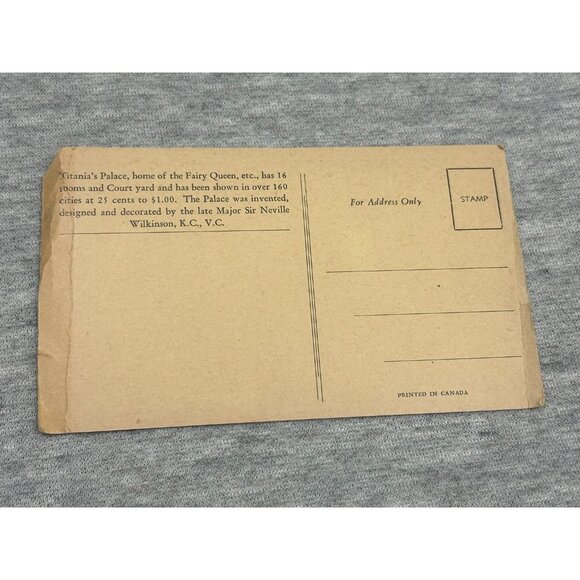 Titania's Palace, home of the Fairy Queen, etc., has 16
rooms and Court yard and has been shown in over 160
cities at 25 cents to $1.00. The Palace was invented,
designed and decorated by the late Major Sir Neville
Wilkinson, K.C., V.C.
For Address Only
STAMP
PRINTED IN CANADA